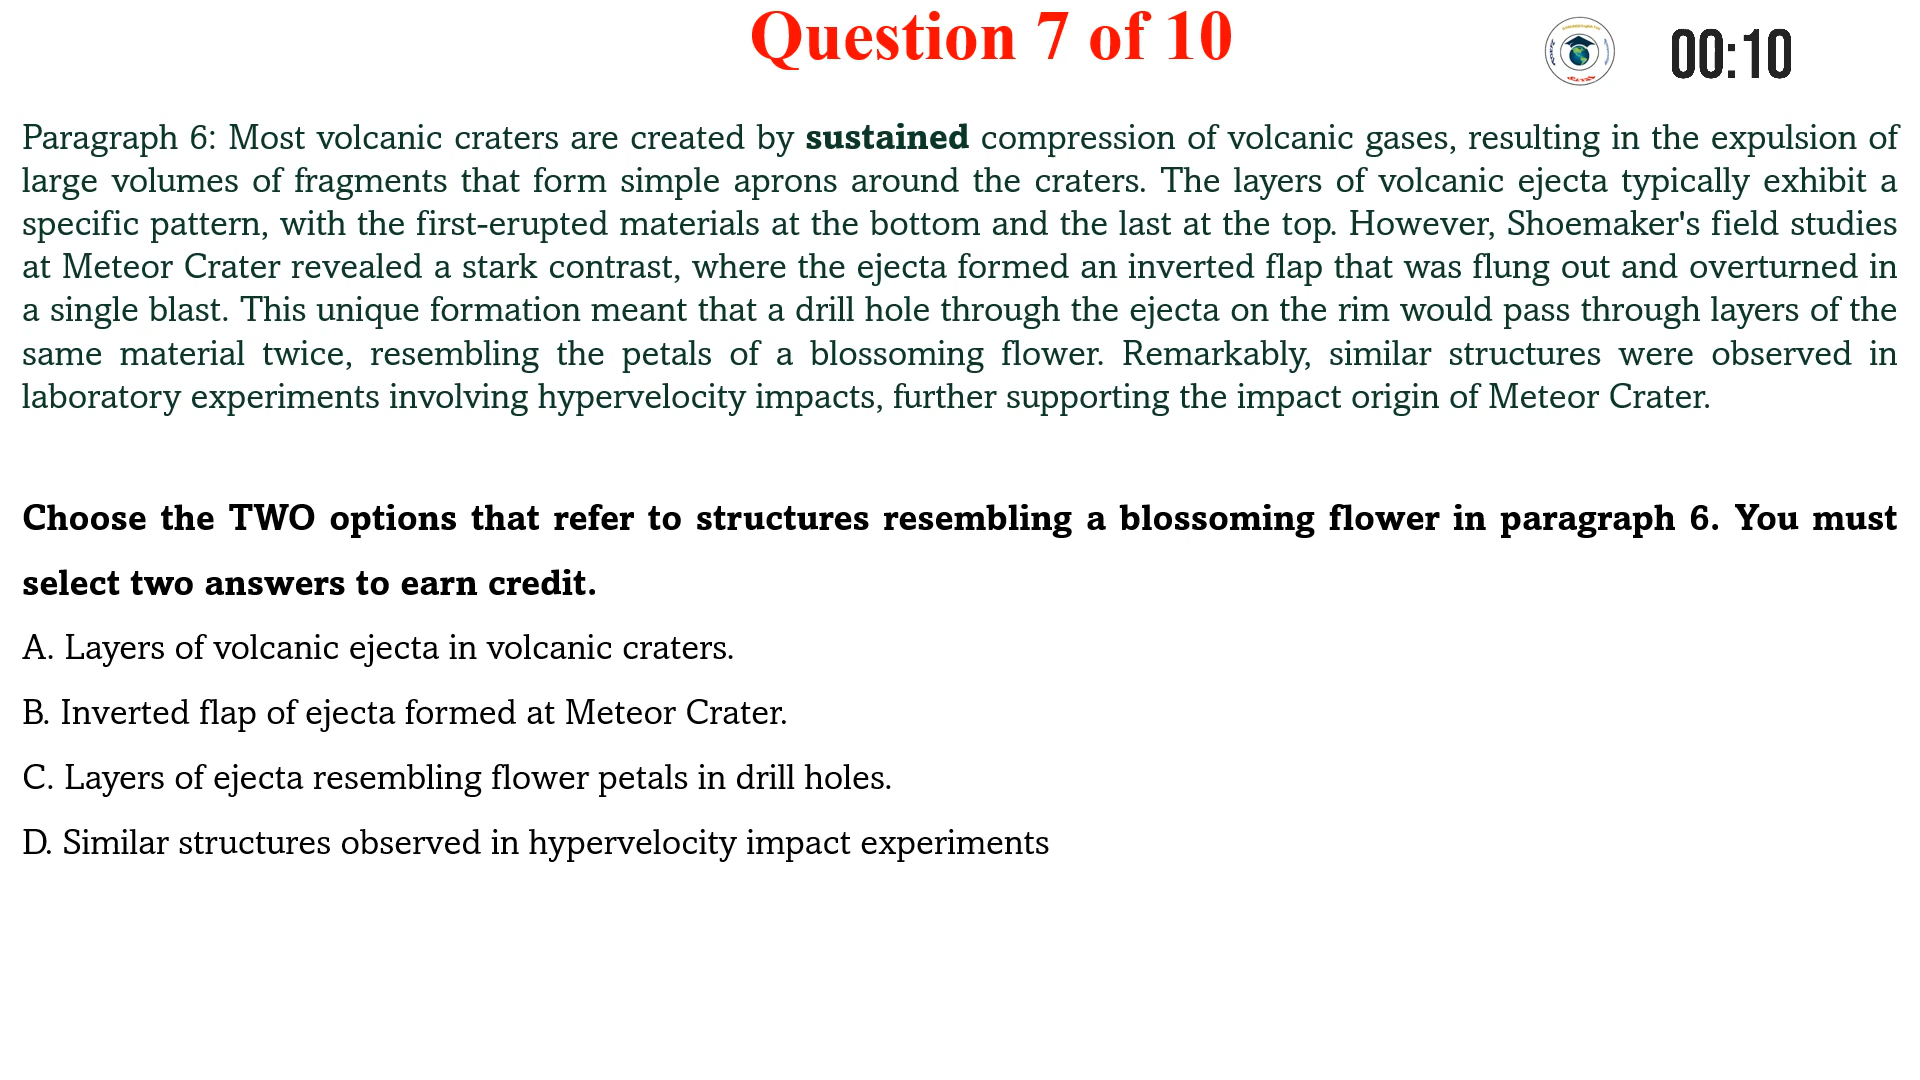 Question 7 of 10
00:10
Paragraph 6: Most volcanic craters are created by sustained compression of volcanic gases, resulting in the expulsion of
large volumes of fragments that form simple aprons around the craters. The layers of volcanic ejecta typically exhibit a
specific pattern, with the first-erupted materials at the bottom and the last at the top. However, Shoemaker's field studies
at Meteor Crater revealed a stark contrast, where the ejecta formed an inverted flap that was flung out and overturned in
a single blast. This unique formation meant that a drill hole through the ejecta on the rim would pass through layers of the
same material twice, resembling the petals of a blossoming flower. Remarkably, similar structures were observed in
laboratory experiments involving hypervelocity impacts, further supporting the impact origin of Meteor Crater.
Choose the TWO options that refer to structures resembling a blossoming flower in paragraph 6. You must
select two answers to earn credit.
A. Layers of volcanic ejecta in volcanic craters.
B. Inverted flap of ejecta formed at Meteor Crater.
C. Layers of ejecta resembling flower petals in drill holes.
D. Similar structures observed in hypervelocity impact experiments